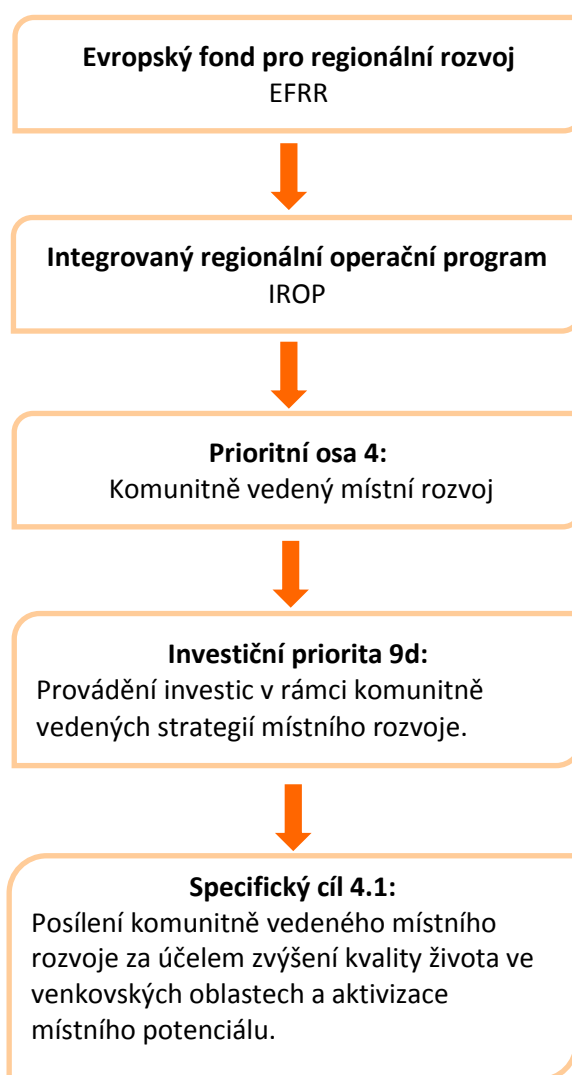 Evropský fond pro regionální rozvoj
EFRR
Integrovaný regionální operační program
IROP
Prioritní osa 4:
Komunitně vedený místní rozvoj
Investiční priorita 9d:
Provádění investic v rámci komunitně
vedených strategií místního rozvoje.
Specifický cíl 4.1:
Posílení komunitně vedeného místního
rozvoje za účelem zvýšení kvality života ve
venkovských oblastech a aktivizace
místního potenciálu.